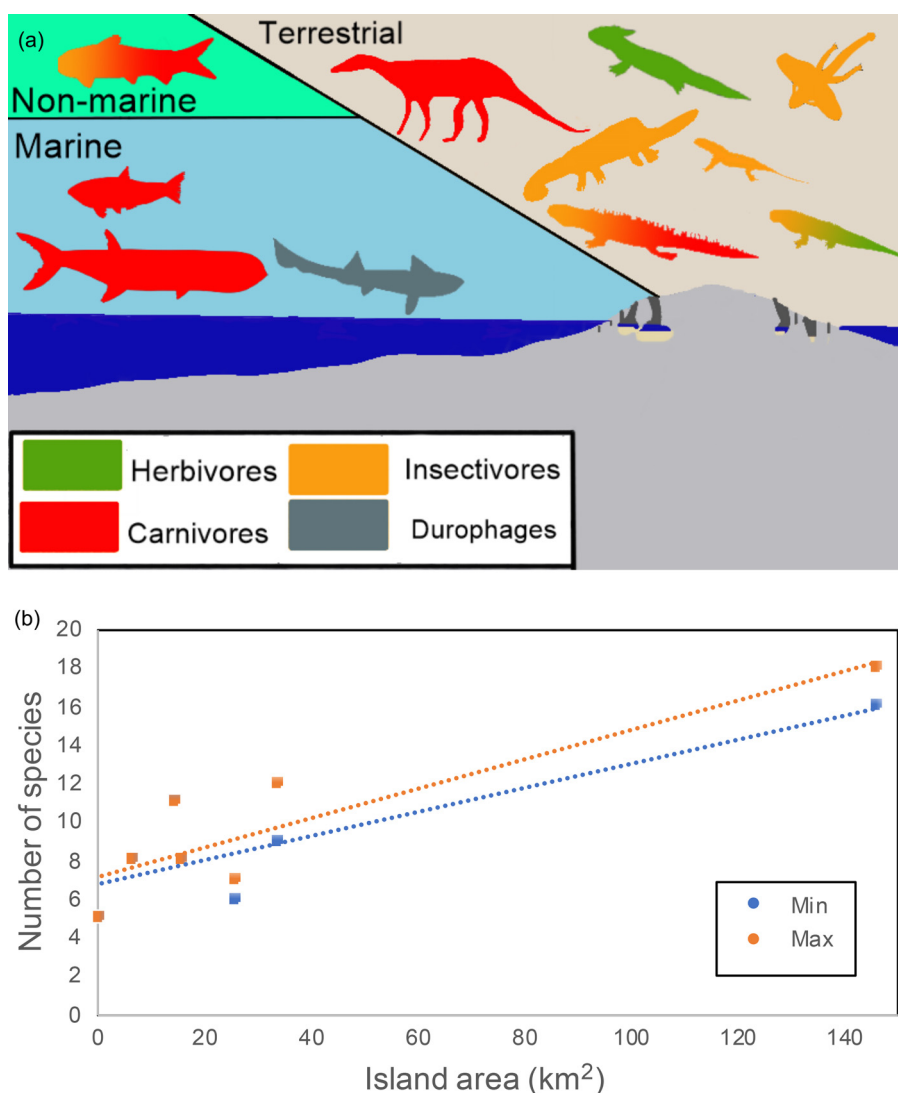 (a)
Terrestrial
Non-marine
Marine
Herbivores
Insectivores
Carnivores
Durophages
(b)
20
18
16
14
12
10
8
6
4
2
0
Number of species
Min
Max
0 20 40 60 80 100 120 140
Island area (km²)